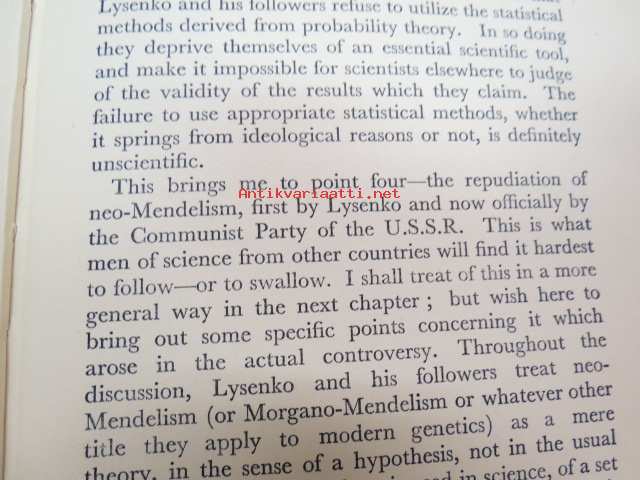 Lysenko and his followers refuse to utilize the statistical
methods derived from probability theory. In so doing
they deprive themselves of an essential scientific tool,
and make it impossible for scientists elsewhere to judge
of the validity of the results which they claim. The
failure to use appropriate statistical methods, whether
it springs from ideological reasons or not, is definitely
unscientific.
This brings me to point four—the repudiation of
Antikvariaatti.net
neo-Mendelism, first by Lysenko and now officially by
the Communist Party of the U.S.S.R. This is what
men of science from other countries will find it hardest
to follow—or to swallow. I shall treat of this in a more
general way in the next chapter; but wish here to
bring out some specific points concerning it which
arose in the actual controversy. Throughout the
discussion, Lysenko and his followers treat neo-
Mendelism (or Morgano-Mendelism or whatever other
title they apply to modern genetics) as a mere
theory, in the sense of a hypothesis, not in the usual
in science, of a set